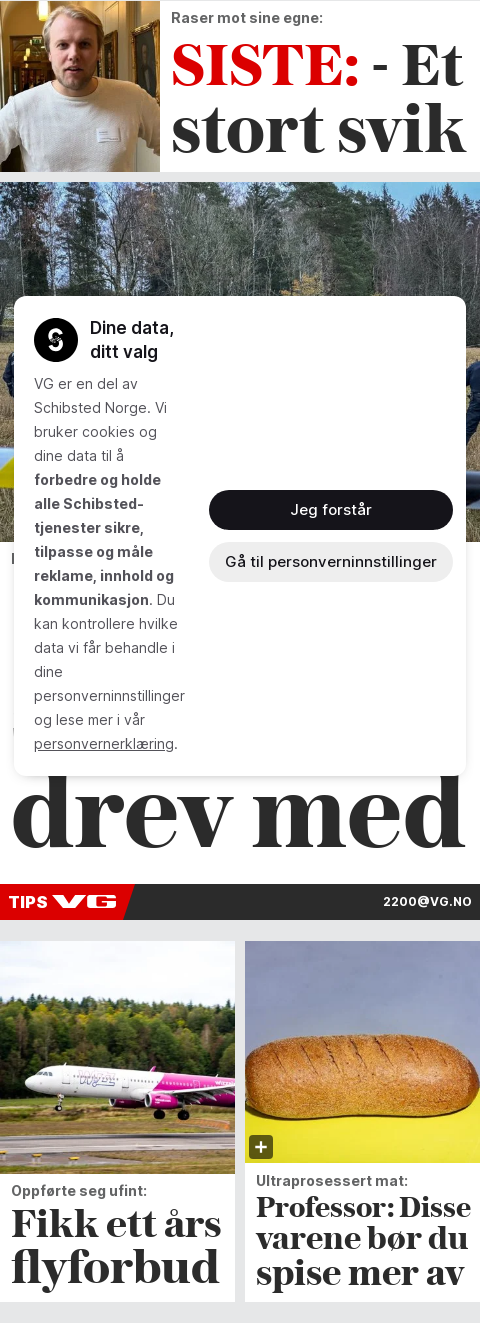 Raser mot sine egne:
SISTE: - Et
stort svik
Dine data,
ditt valg
VG er en del av
Schibsted Norge. Vi
bruker cookies og
dine data til å
forbedre og holde
alle Schibsted-
tjenester sikre,
tilpasse og måle
reklame, innhold og
kommunikasjon. Du
kan kontrollere hvilke
data vi får behandle i
dine
personverninnstillinger
og lese mer i vår
personvernerklæring.
Jeg forstår
Gå til personverninnstillinger
drev med
TIPS VG
2200@VG.NO
Oppførte seg ufint:
Fikk ett års
flyforbud
Ultraprosessert mat:
Professor: Disse
varene bør du
spise mer av